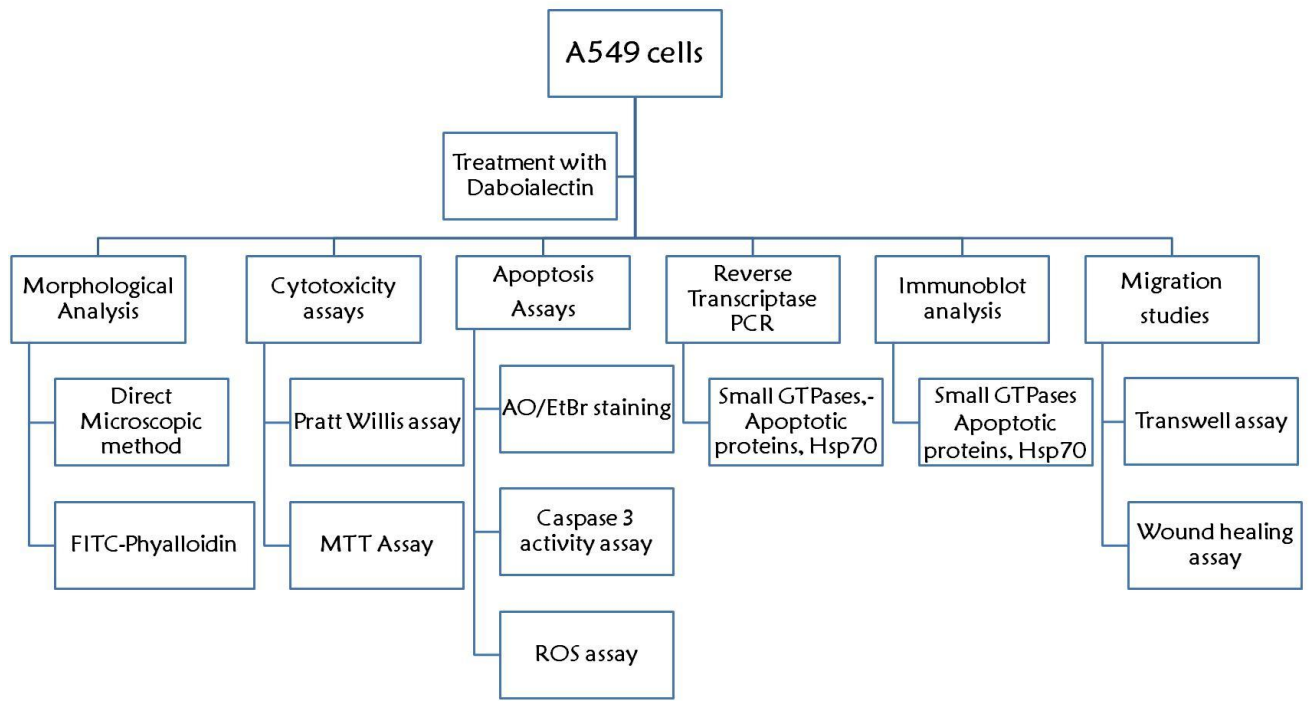 A549 cells
Treatment with
Daboialectin
Morphological
Analysis
Cytotoxicity
assays
Apoptosis
Assays
Reverse
Transcriptase
PCR
Immunoblot
analysis
Migration
studies
Direct
Microscopic
method
FITC-Phyalloidin
Pratt Willis assay
MTT Assay
AO/EtBr staining
Caspase 3
activity assay
ROS assay
Small GTPases,-
Apoptotic
proteins, Hsp70
Small GTPases
Apoptotic
proteins, Hsp70
Transwell assay
Wound healing
assay